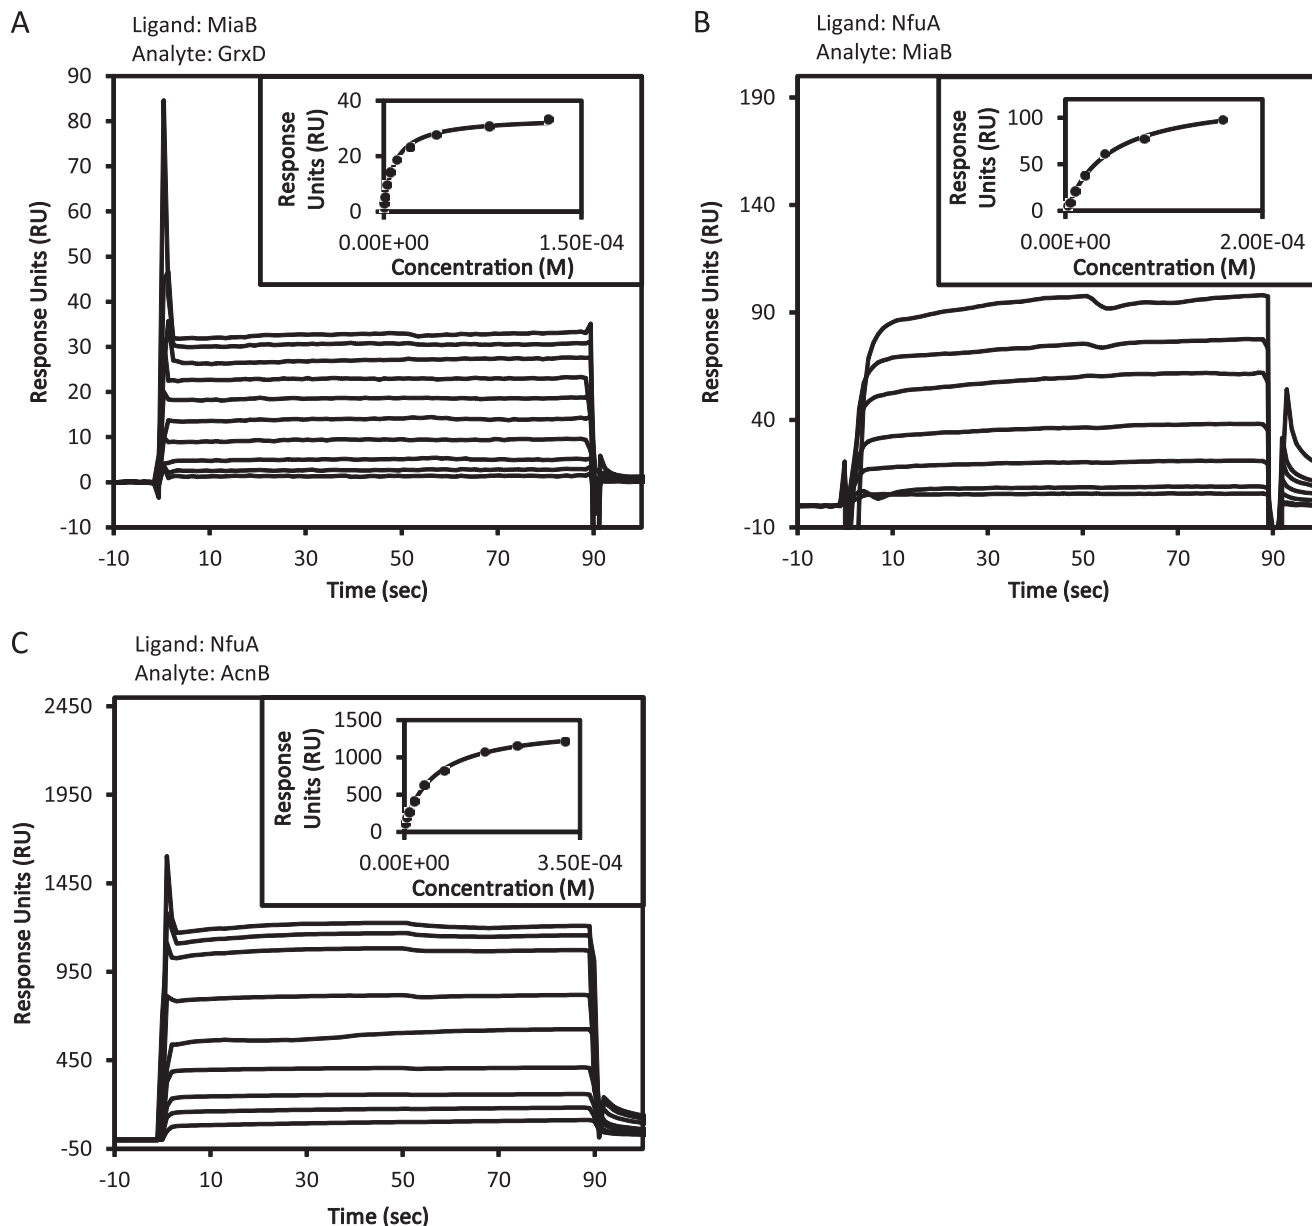 A
Ligand: MiaB
Analyte: GrxD
90
80
70
60
50
40
30
20
10
0
-10
Response Units (RU)
-10 10 30 50 70 90
Time (sec)
40
20
0
Response
Units (RU)
0.00E+00 1.50E-04
Concentration (M)
B
Ligand: NfuA
Analyte: MiaB
190
140
90
40
-10
Response Units (RU)
-10 10 30 50 70 90
Time (sec)
100
50
0
Response
Units (RU)
0.00E+00 2.00E-04
Concentration (M)
C
Ligand: NfuA
Analyte: AcnB
2450
1950
1450
950
450
-50
Response Units (RU)
-10 10 30 50 70 90
Time (sec)
1500
1000
500
0
Response
Units (RU)
0.00E+00 3.50E-04
Concentration (M)